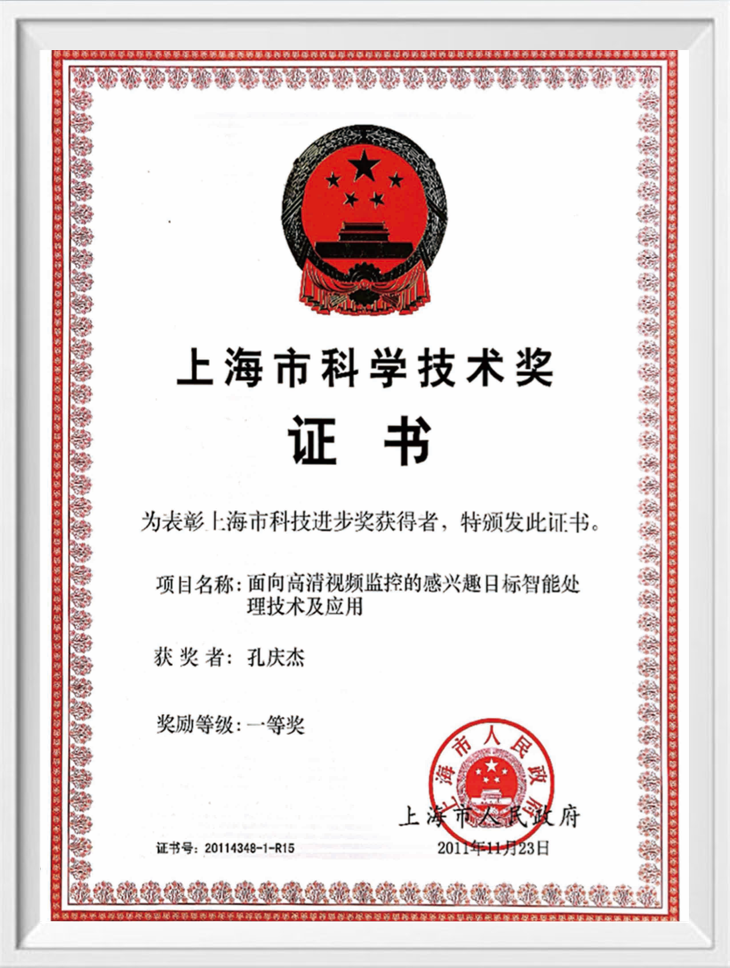 上海市科学技术奖
证书
为表彰上海市科技进步奖获得者，特颁发此证书。
项目名称：面向高清视频监控的感兴趣目标智能处
理技术及应用
获奖者：孔庆杰
奖励等级：一等奖
上海市人民政府
上海市人民政府
2011年11月23日
证书号：20114348-1-R15